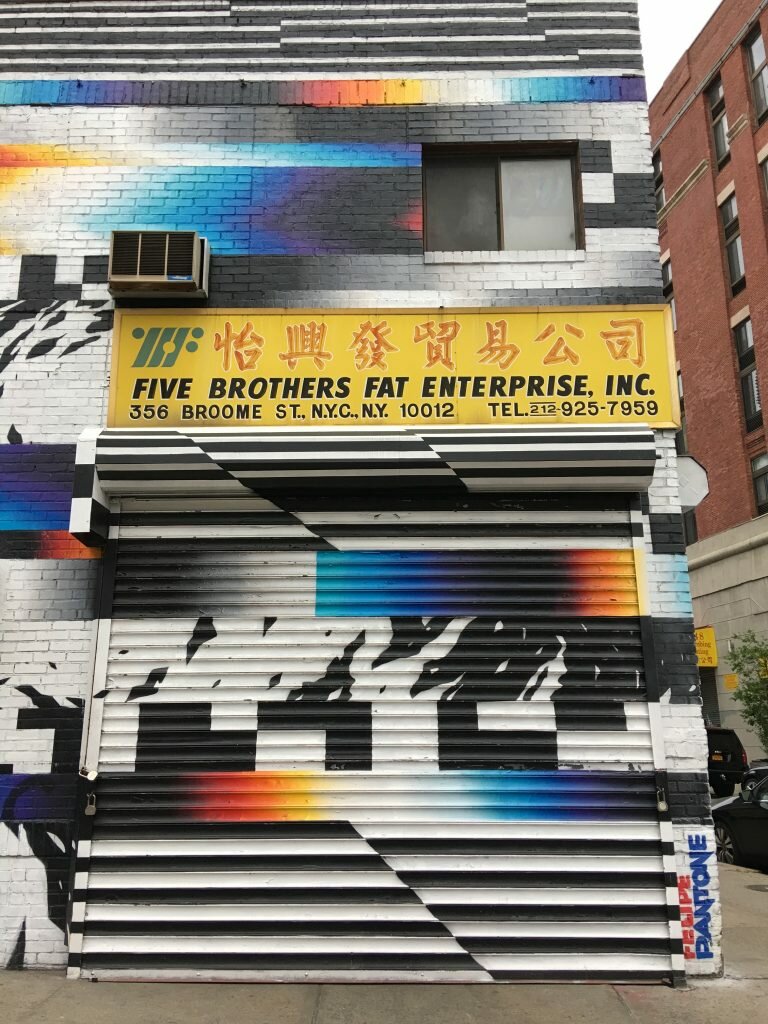 怡興發貿易公司
FIVE BROTHERS FAT ENTERPRISE, INC.
356 BROOME ST., N.Y.C., N.Y. 10012 TEL. 212-925-7959
FELIPE
PANTONE